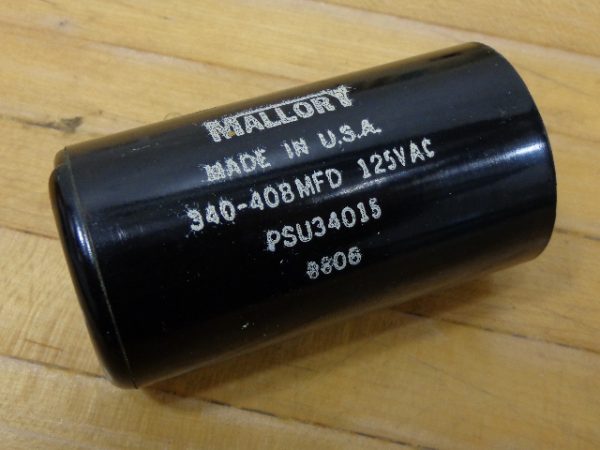 MALLORY
MADE IN U.S.A.
340-408MFD 125VAC
PSU34015
8806